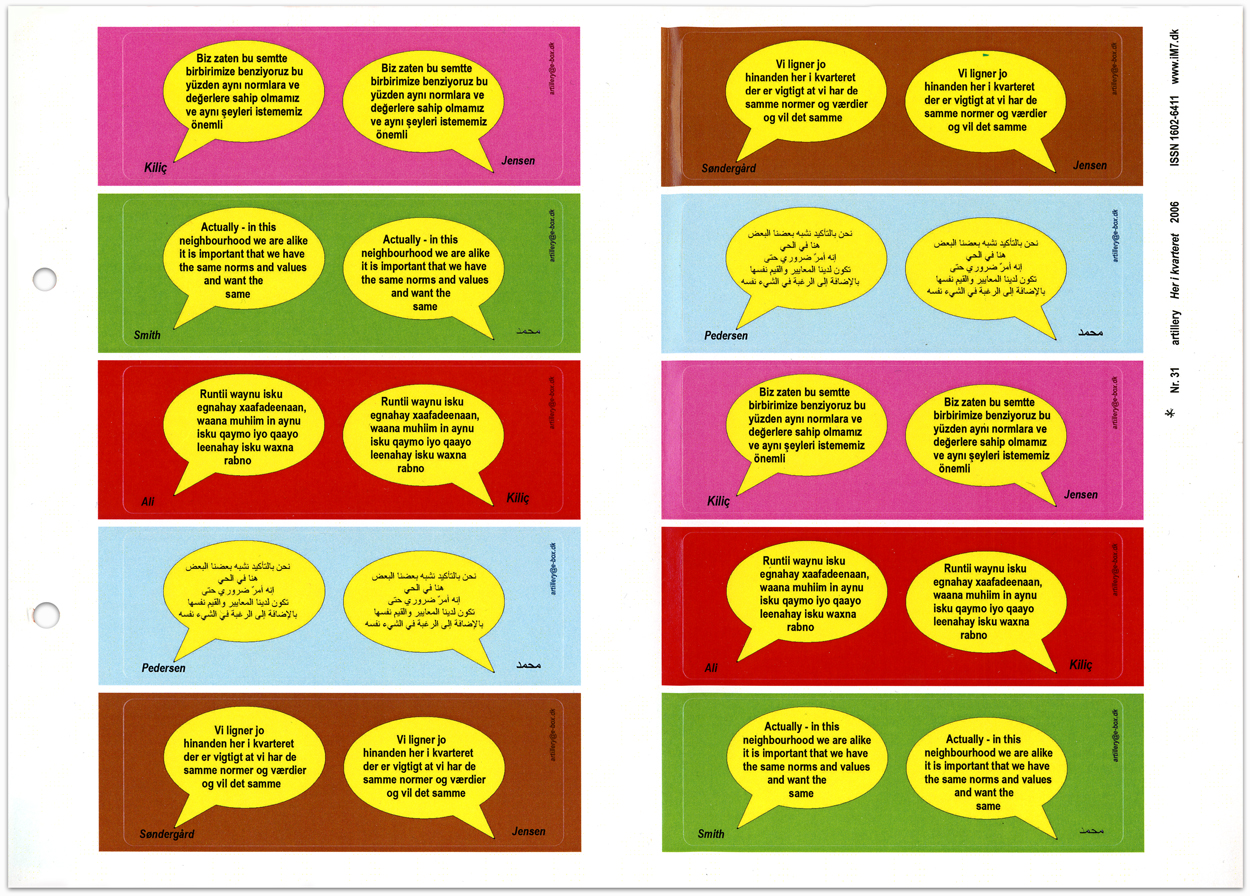 Biz zaten bu semtte
birbirimize benziyoruz bu
yüzden aynı normlara ve
değerlere sahip olmamız
ve aynı şeyleri istememiz
önemli
Kiliç
Biz zaten bu semtte
birbirimize benziyoruz bu
yüzden aynı normlara ve
değerlere sahip olmamız
ve aynı şeyleri istememiz
önemli
Jensen
artillery@e-box.dk
Actually - in this
neighbourhood we are alike
it is important that we have
the same norms and values
and want the
same
Smith
Actually - in this
neighbourhood we are alike
it is important that we have
the same norms and values
and want the
same
محمد
artillery@e-box.dk
Runtii waynu isku
egnahay xaafadeenaan,
waana muhiim in aynu
isku qaymo iyo qaayo
leenahay isku waxna
rabno
Ali
Runtii waynu isku
egnahay xaafadeenaan,
waana muhiim in aynu
isku qaymo iyo qaayo
leenahay isku waxna
rabno
Kiliç
artillery@e-box.dk
نحن بالتأكيد نشبه بعضنا البعض
هنا في الحي
إنه أمرٌ ضروري حتى
تكون لدينا المعايير والقيم نفسها
بالإضافة إلى الرغبة في الشيء نفسه
Pedersen
نحن بالتأكيد نشبه بعضنا البعض
هنا في الحي
إنه أمرٌ ضروري حتى
تكون لدينا المعايير والقيم نفسها
بالإضافة إلى الرغبة في الشيء نفسه
محمد
artillery@e-box.dk
Vi ligner jo
hinanden her i kvarteret
der er vigtigt at vi har de
samme normer og værdier
og vil det samme
Søndergård
Vi ligner jo
hinanden her i kvarteret
der er vigtigt at vi har de
samme normer og værdier
og vil det samme
Jensen
artillery@e-box.dk
Vi ligner jo
hinanden her i kvarteret
der er vigtigt at vi har de
samme normer og værdier
og vil det samme
Søndergård
Vi ligner jo
hinanden her i kvarteret
der er vigtigt at vi har de
samme normer og værdier
og vil det samme
Jensen
artillery@e-box.dk
نحن بالتأكيد نشبه بعضنا البعض
هنا في الحي
إنه أمرٌ ضروري حتى
تكون لدينا المعايير والقيم نفسها
بالإضافة إلى الرغبة في الشيء نفسه
Pedersen
نحن بالتأكيد نشبه بعضنا البعض
هنا في الحي
إنه أمرٌ ضروري حتى
تكون لدينا المعايير والقيم نفسها
بالإضافة إلى الرغبة في الشيء نفسه
محمد
artillery@e-box.dk
Biz zaten bu semtte
birbirimize benziyoruz bu
yüzden aynı normlara ve
değerlere sahip olmamız
ve aynı şeyleri istememiz
önemli
Kiliç
Biz zaten bu semtte
birbirimize benziyoruz bu
yüzden aynı normlara ve
değerlere sahip olmamız
ve aynı şeyleri istememiz
önemli
Jensen
artillery@e-box.dk
Runtii waynu isku
egnahay xaafadeenaan,
waana muhiim in aynu
isku qaymo iyo qaayo
leenahay isku waxna
rabno
Ali
Runtii waynu isku
egnahay xaafadeenaan,
waana muhiim in aynu
isku qaymo iyo qaayo
leenahay isku waxna
rabno
Kiliç
artillery@e-box.dk
Actually - in this
neighbourhood we are alike
it is important that we have
the same norms and values
and want the
same
Smith
Actually - in this
neighbourhood we are alike
it is important that we have
the same norms and values
and want the
same
محمد
artillery@e-box.dk
Nr. 31 artillery Her i kvarteret 2006 ISSN 1602-6411 www.iM7.dk